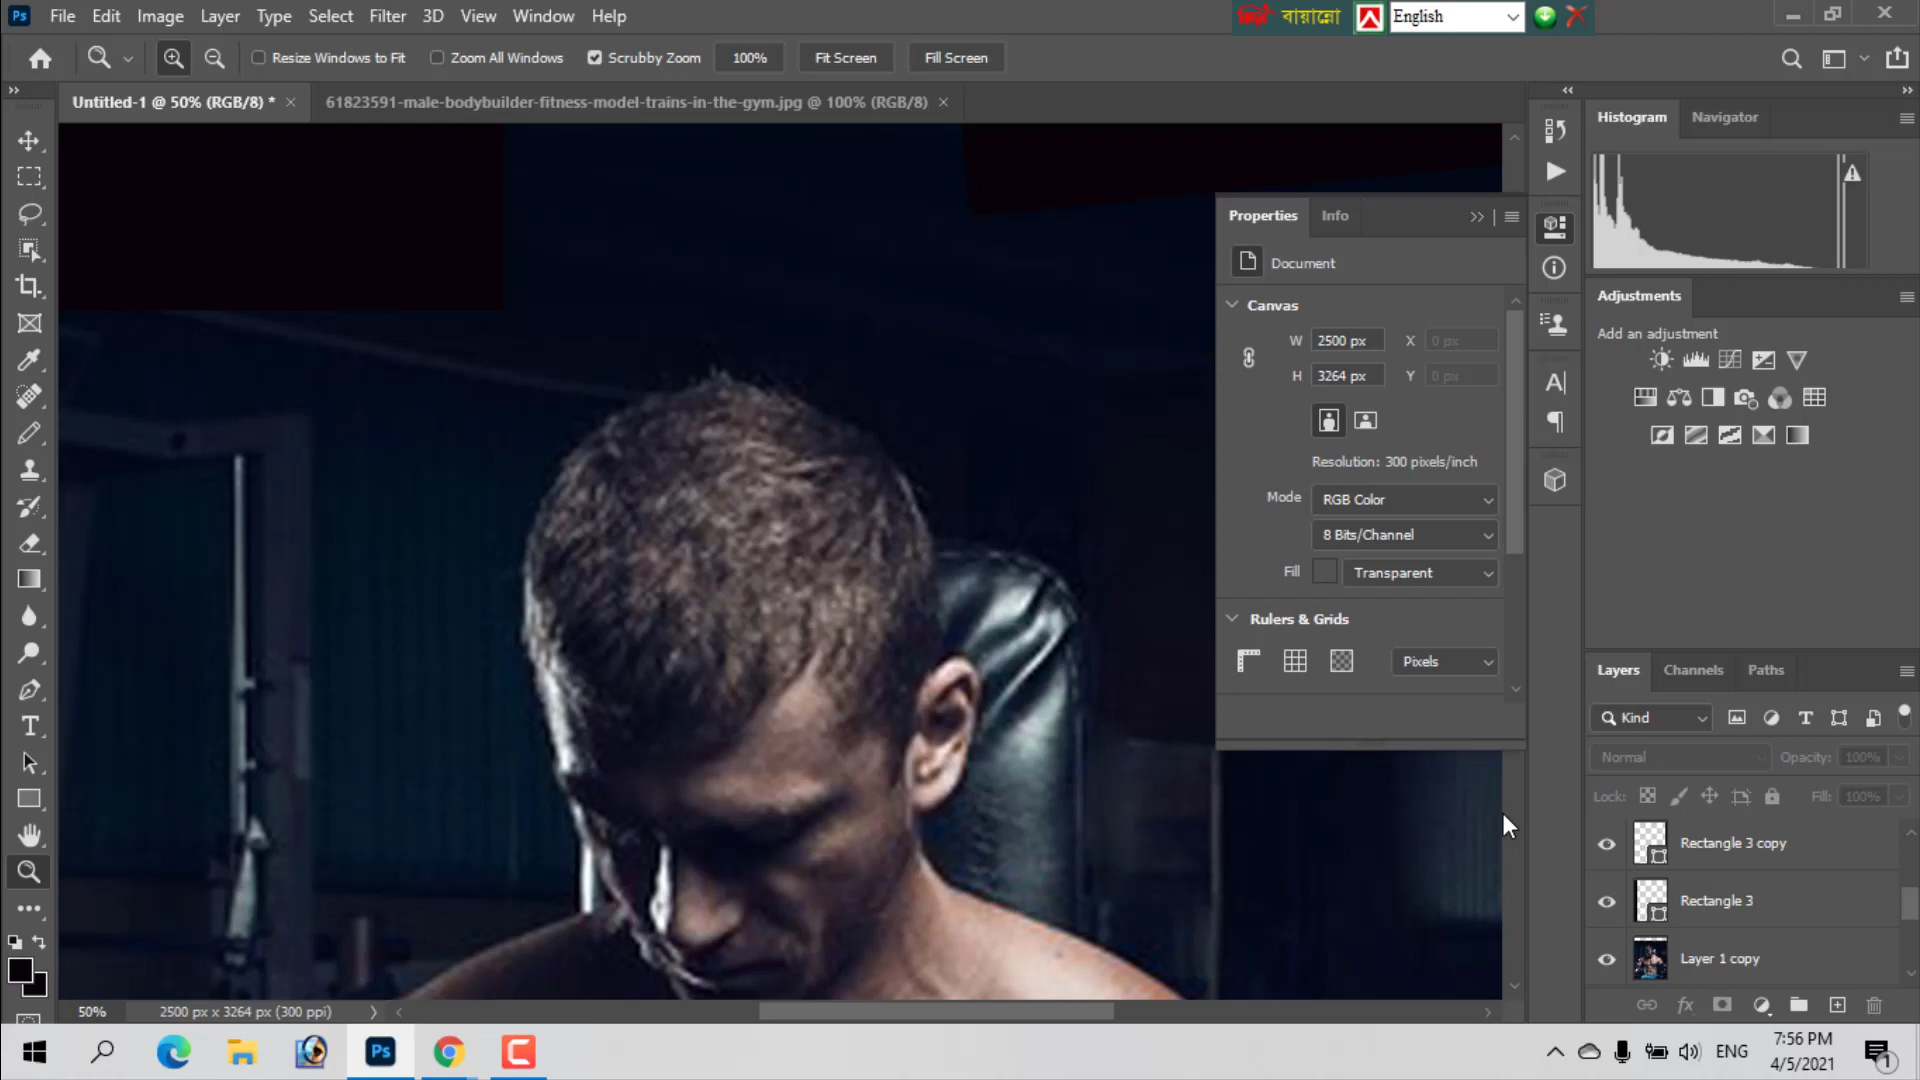 Ps File Edit Image Layer Type Select Filter 3D View Window Help
বায়ান্নো English
Resize Windows to Fit Zoom All Windows Scrubby Zoom 100% Fit Screen Fill Screen
Untitled-1 @ 50% (RGB/8) * 61823591-male-bodybuilder-fitness-model-trains-in-the-gym.jpg @ 100% (RGB/8)
Histogram Navigator
Properties Info
Document
Canvas
W 2500 px X 0 px
H 3264 px Y 0 px
Resolution: 300 pixels/inch
Mode RGB Color
8 Bits/Channel
Fill Transparent
Rulers & Grids
Pixels
Adjustments
Add an adjustment
Layers Channels Paths
Kind
Normal Opacity: 100%
Lock: Fill: 100%
Rectangle 3 copy
Rectangle 3
Layer 1 copy
50% 2500 px x 3264 px (300 ppi)
Ps
ENG
7:56 PM
4/5/2021
1